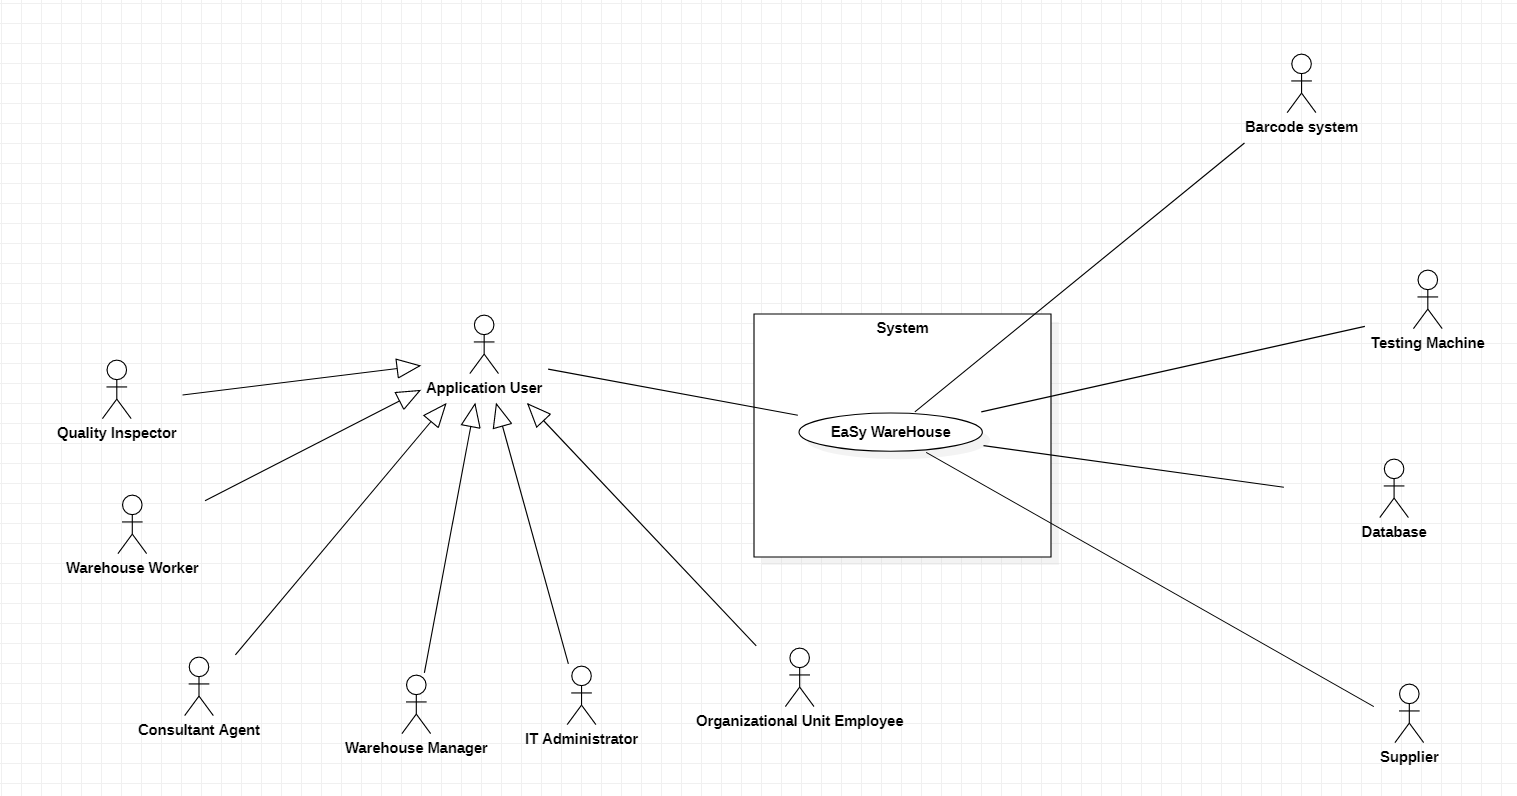 Barcode system
System
Testing Machine
Application User
Quality Inspector
EaSy WareHouse
Database
Warehouse Worker
Organizational Unit Employee
Consultant Agent
IT Administrator
Warehouse Manager
Supplier